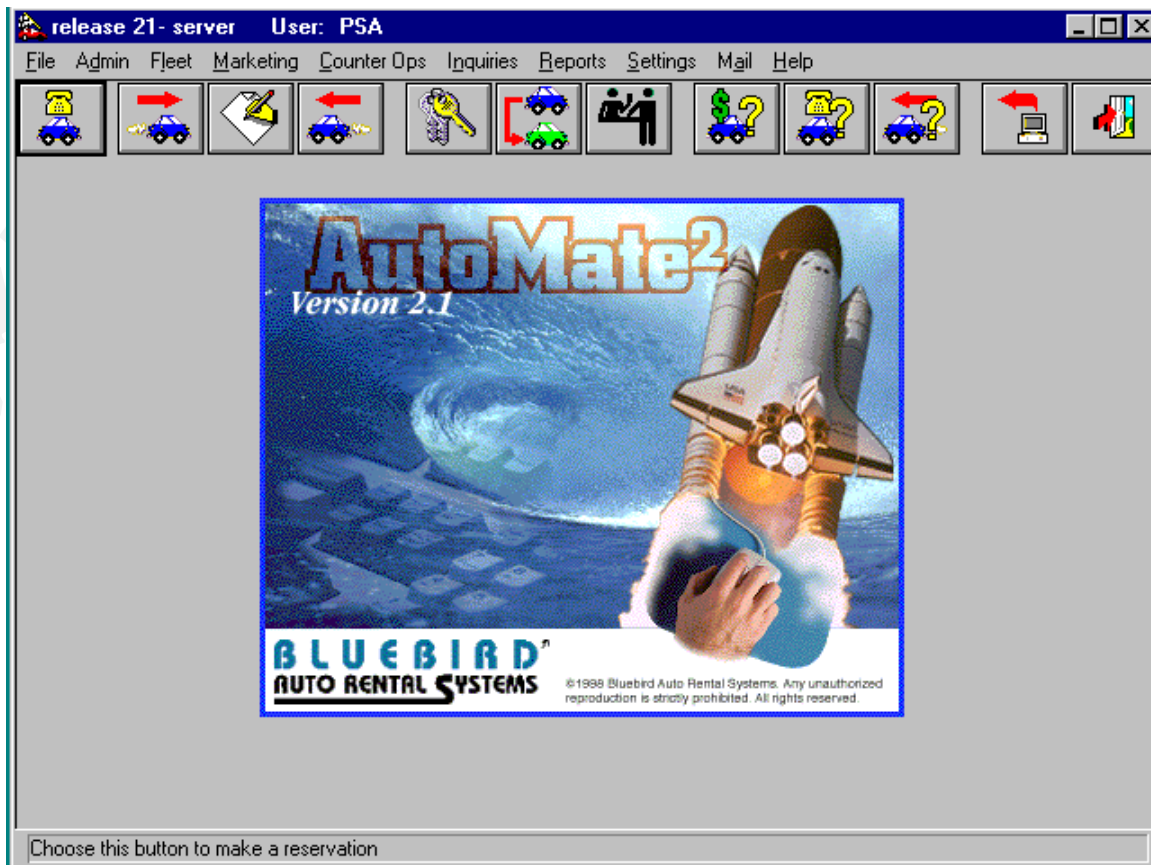 release 21- server User: PSA
File Admin Fleet Marketing Counter Ops Inquiries Reports Settings Mail Help
AutoMate²
Version 2.1
BLUEBIRD
AUTO RENTAL SYSTEMS
©1998 Bluebird Auto Rental Systems. Any unauthorized
reproduction is strictly prohibited. All rights reserved.
Choose this button to make a reservation